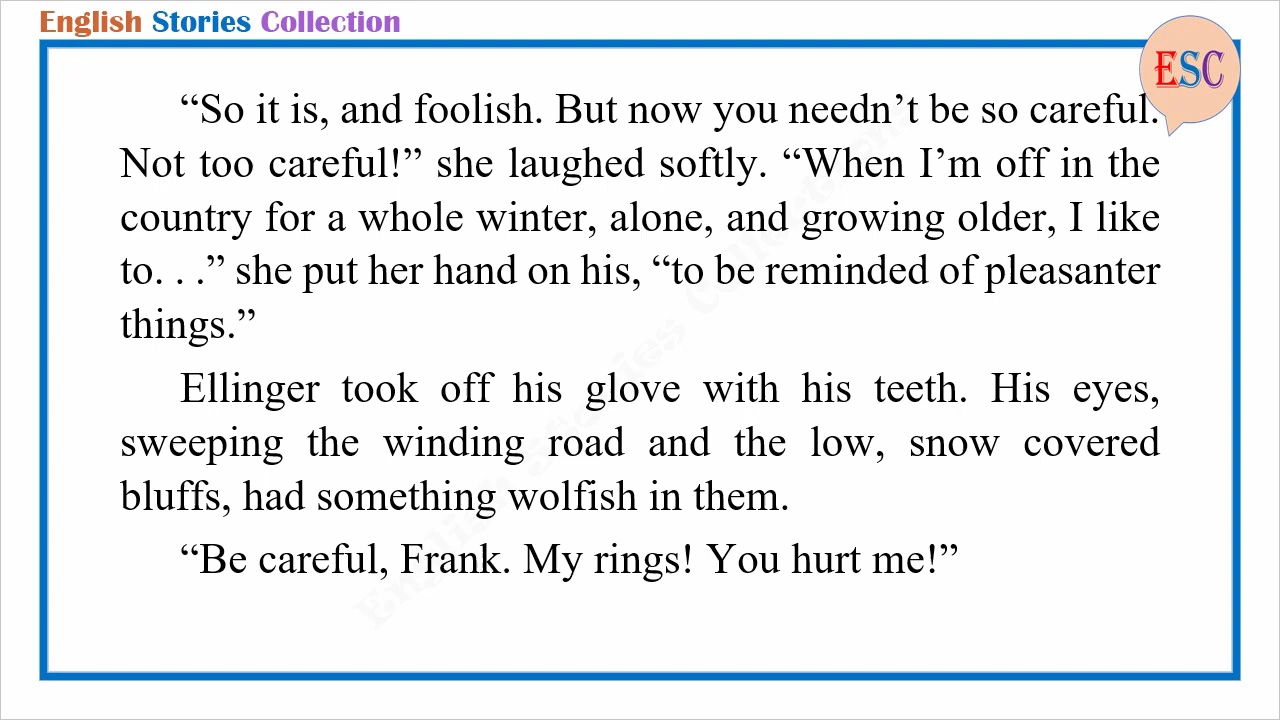 English Stories Collection
ESC
“So it is, and foolish. But now you needn’t be so careful.
Not too careful!” she laughed softly. “When I’m off in the
country for a whole winter, alone, and growing older, I like
to. . .” she put her hand on his, “to be reminded of pleasanter
things.”
Ellinger took off his glove with his teeth. His eyes,
sweeping the winding road and the low, snow covered
bluffs, had something wolfish in them.
“Be careful, Frank. My rings! You hurt me!”
English Stories Collections